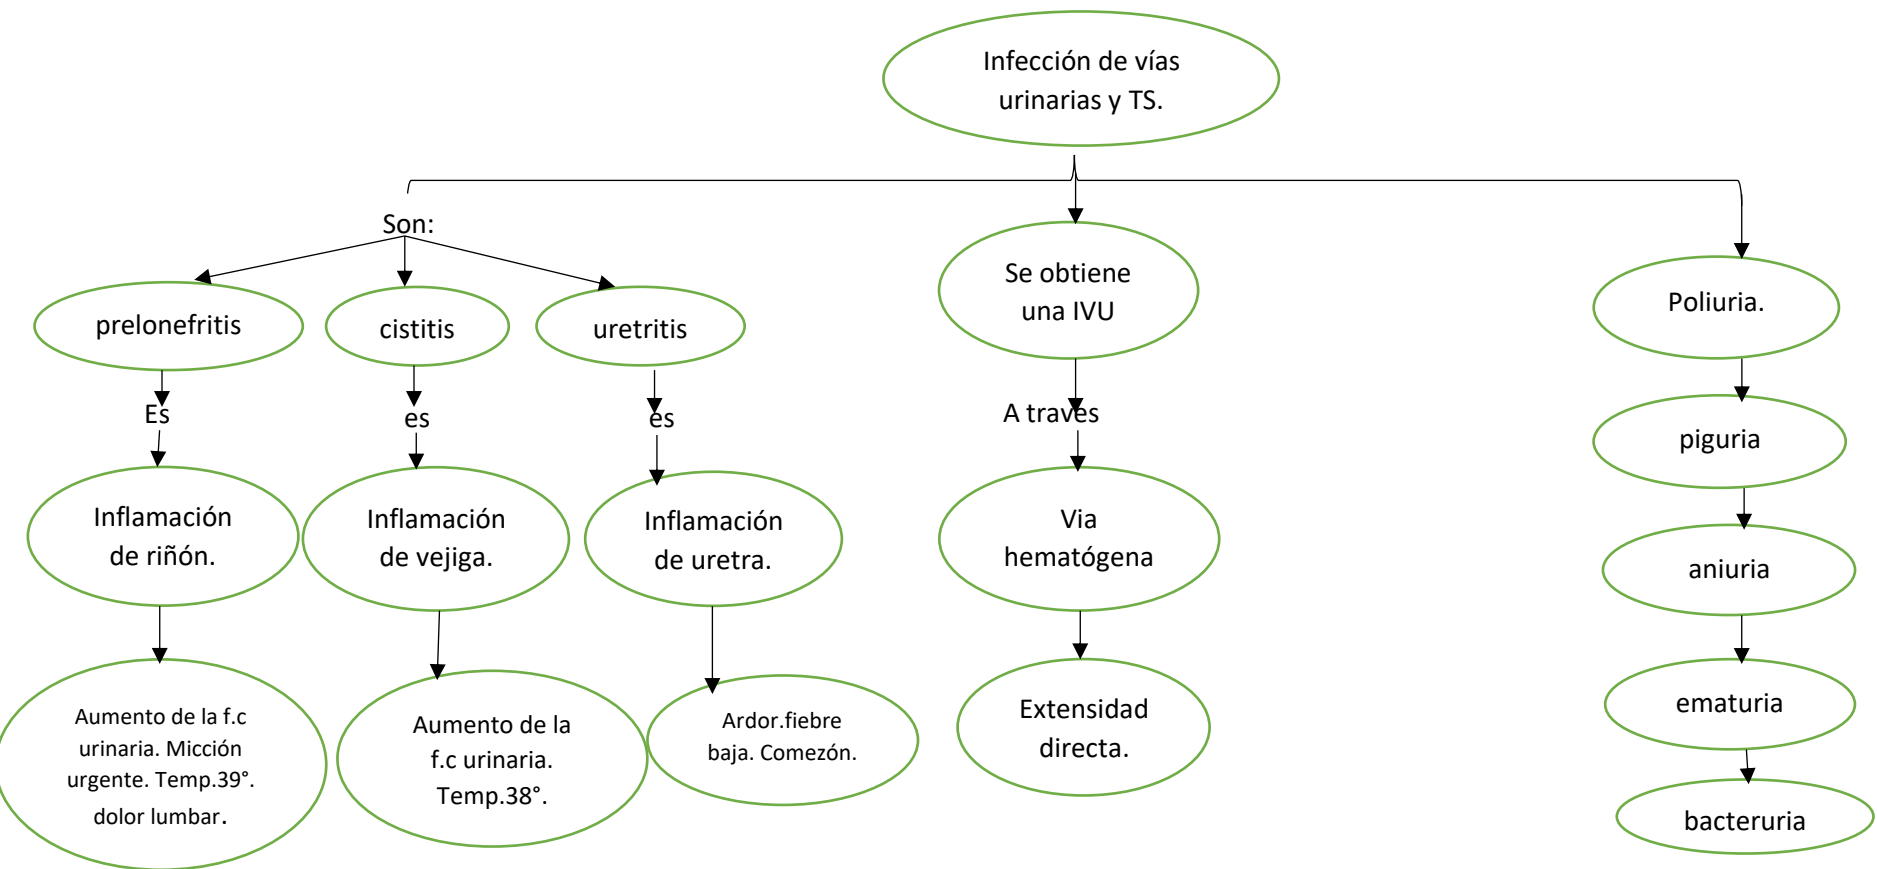 Infección de vías
urinarias y TS.
Son:
prelonefritis
cistitis
uretritis
Es
es
es
Inflamación
de riñón.
Inflamación
de vejiga.
Inflamación
de uretra.
Aumento de la f.c
urinaria. Micción
urgente. Temp.39°.
dolor lumbar.
Aumento de la
f.c urinaria.
Temp.38°.
Ardor.fiebre
baja. Comezón.
Se obtiene
una IVU
A traves
Via
hematógena
Extensidad
directa.
Poliuria.
piguria
aniuria
ematuria
bacteruria